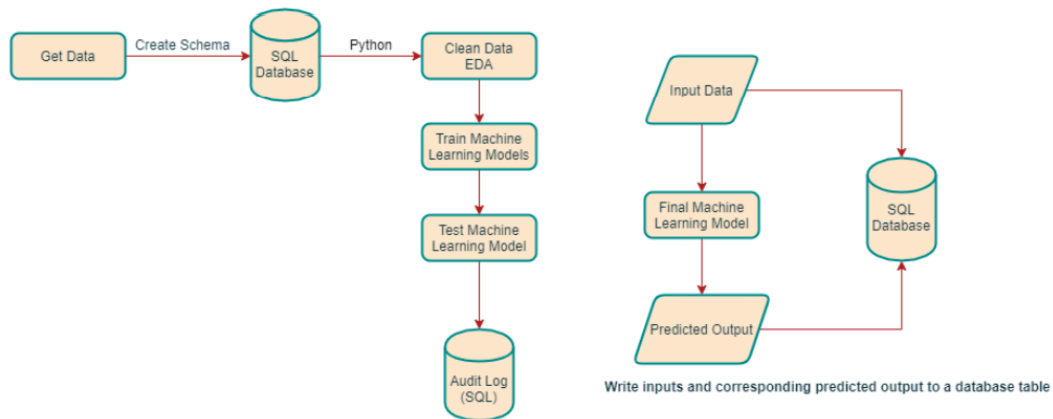 Get Data
Create Schema
SQL
Database
Python
Clean Data
EDA
Train Machine
Learning Models
Test Machine
Learning Model
Audit Log
(SQL)
Input Data
Final Machine
Learning Model
Predicted Output
SQL
Database
Write inputs and corresponding predicted output to a database table